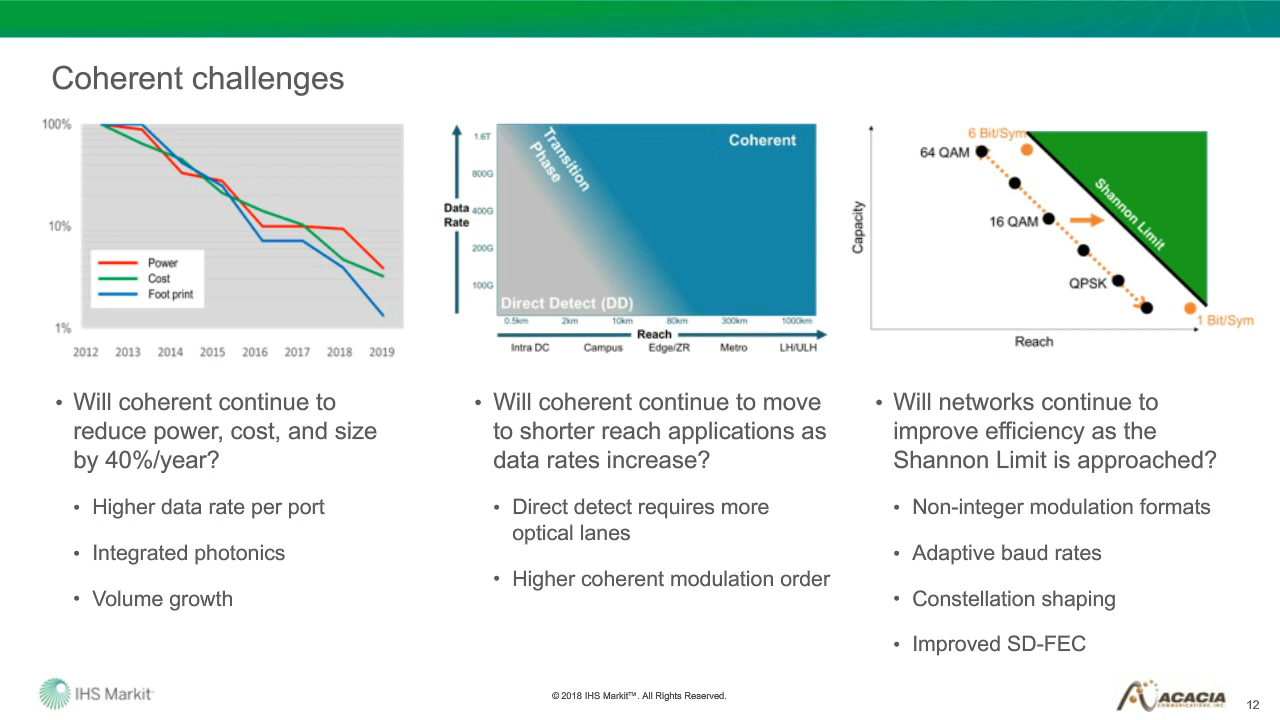 Coherent challenges
100%
10%
1%
Power
Cost
Foot print
2012 2013 2014 2015 2016 2017 2018 2019
Data
Rate
1.6T
800G
400G
200G
100G
Transition
Phase
Coherent
Direct Detect (DD)
0.5km 2km 10km 80km 300km 1000km
Reach
Intra DC Campus Edge/ZR Metro LH/ULH
Capacity
6 Bit/Sym
64 QAM
16 QAM
QPSK
Shannon Limit
1 Bit/Sym
Reach
• Will coherent continue to
reduce power, cost, and size
by 40%/year?
• Higher data rate per port
• Integrated photonics
• Volume growth
• Will coherent continue to move
to shorter reach applications as
data rates increase?
• Direct detect requires more
optical lanes
• Higher coherent modulation order
• Will networks continue to
improve efficiency as the
Shannon Limit is approached?
• Non-integer modulation formats
• Adaptive baud rates
• Constellation shaping
• Improved SD-FEC
IHS Markit™
© 2018 IHS Markit™. All Rights Reserved.
ACACIA
COMMUNICATIONS, INC.
12